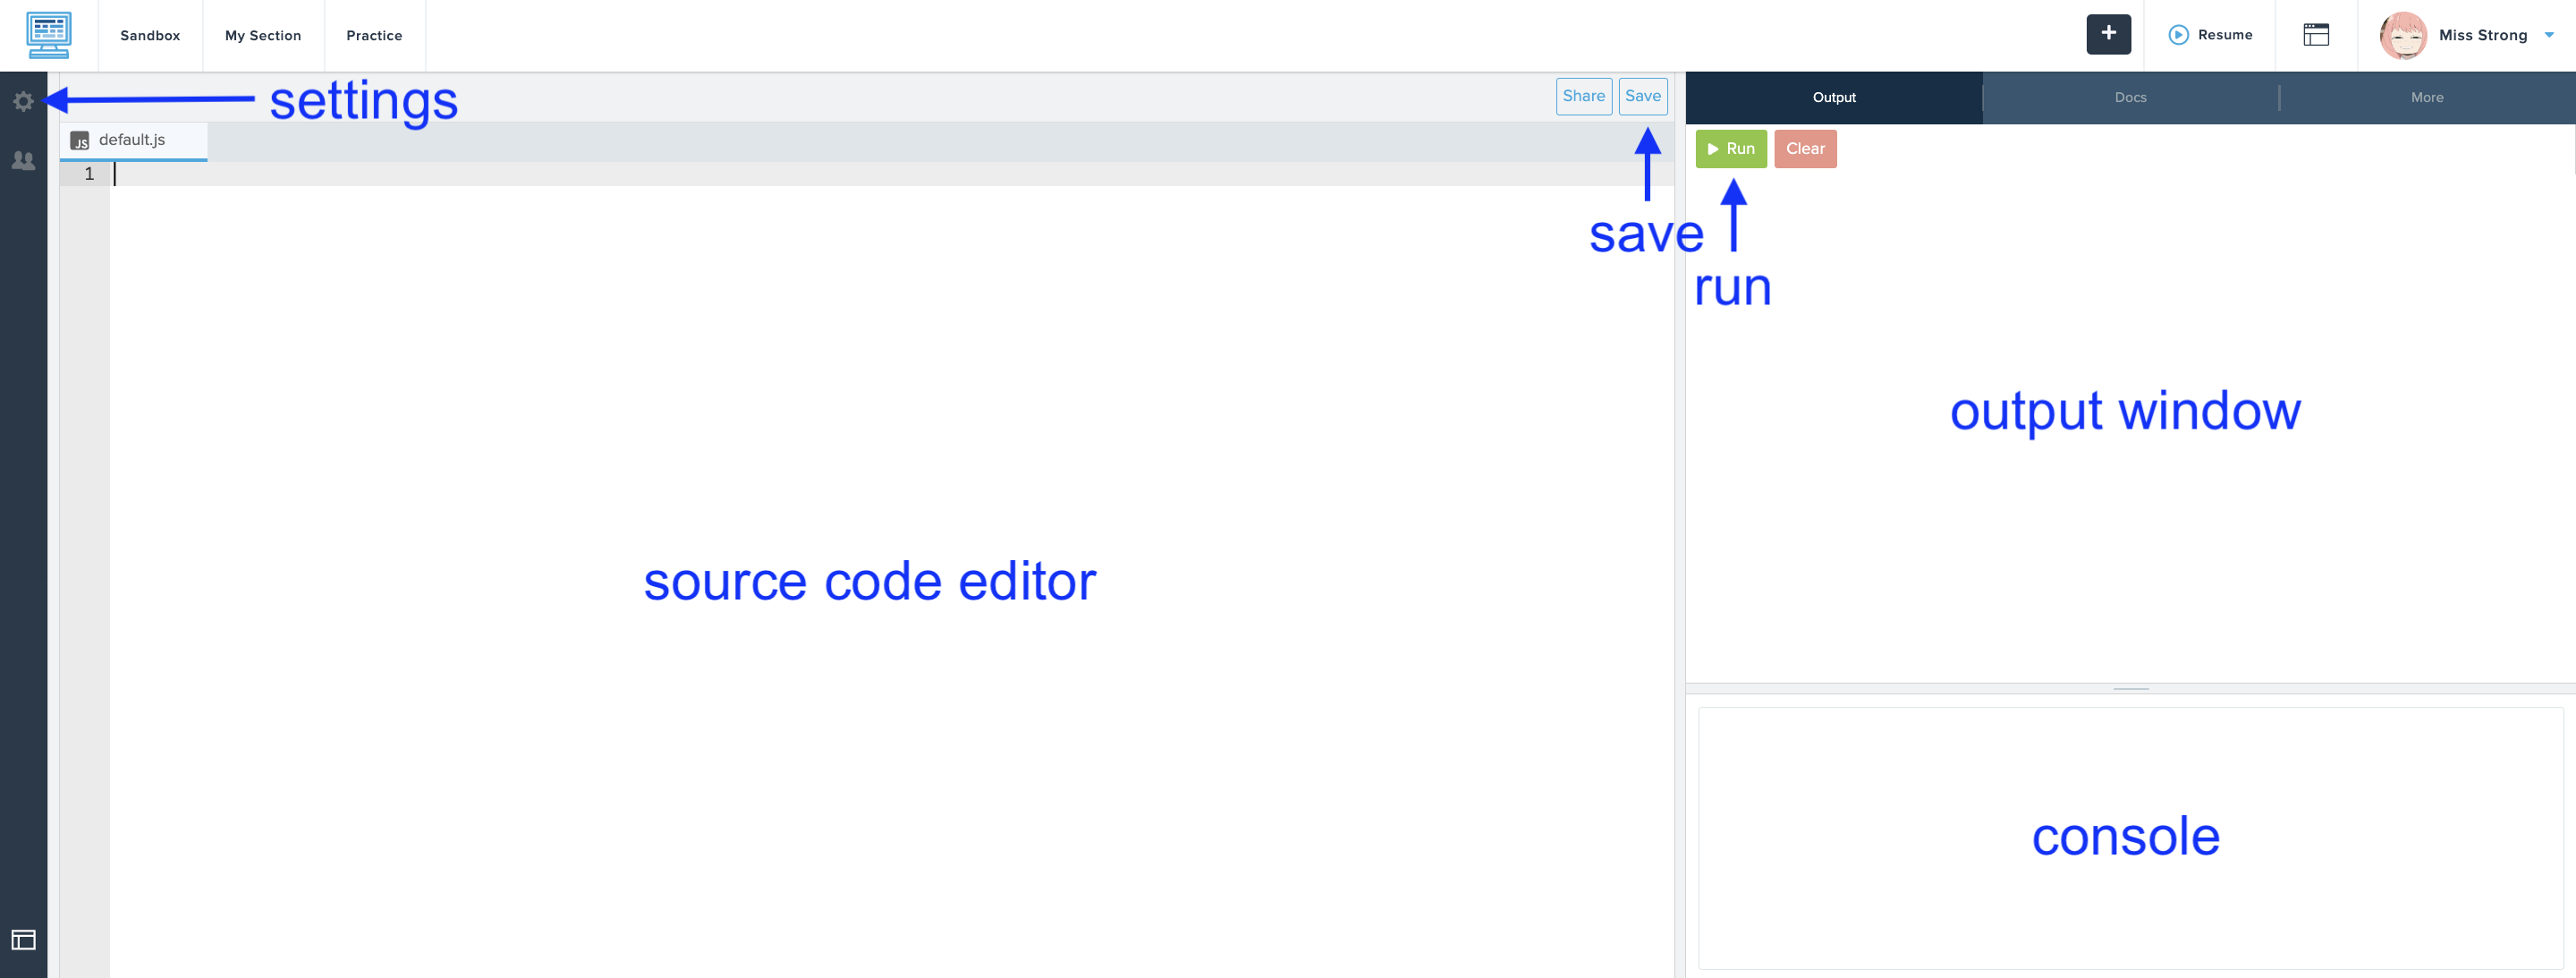 Sandbox
My Section
Practice
+
Resume
Miss Strong
settings
Share
Save
Output
Docs
More
JS default.js
Run
Clear
1
save
run
output window
source code editor
console